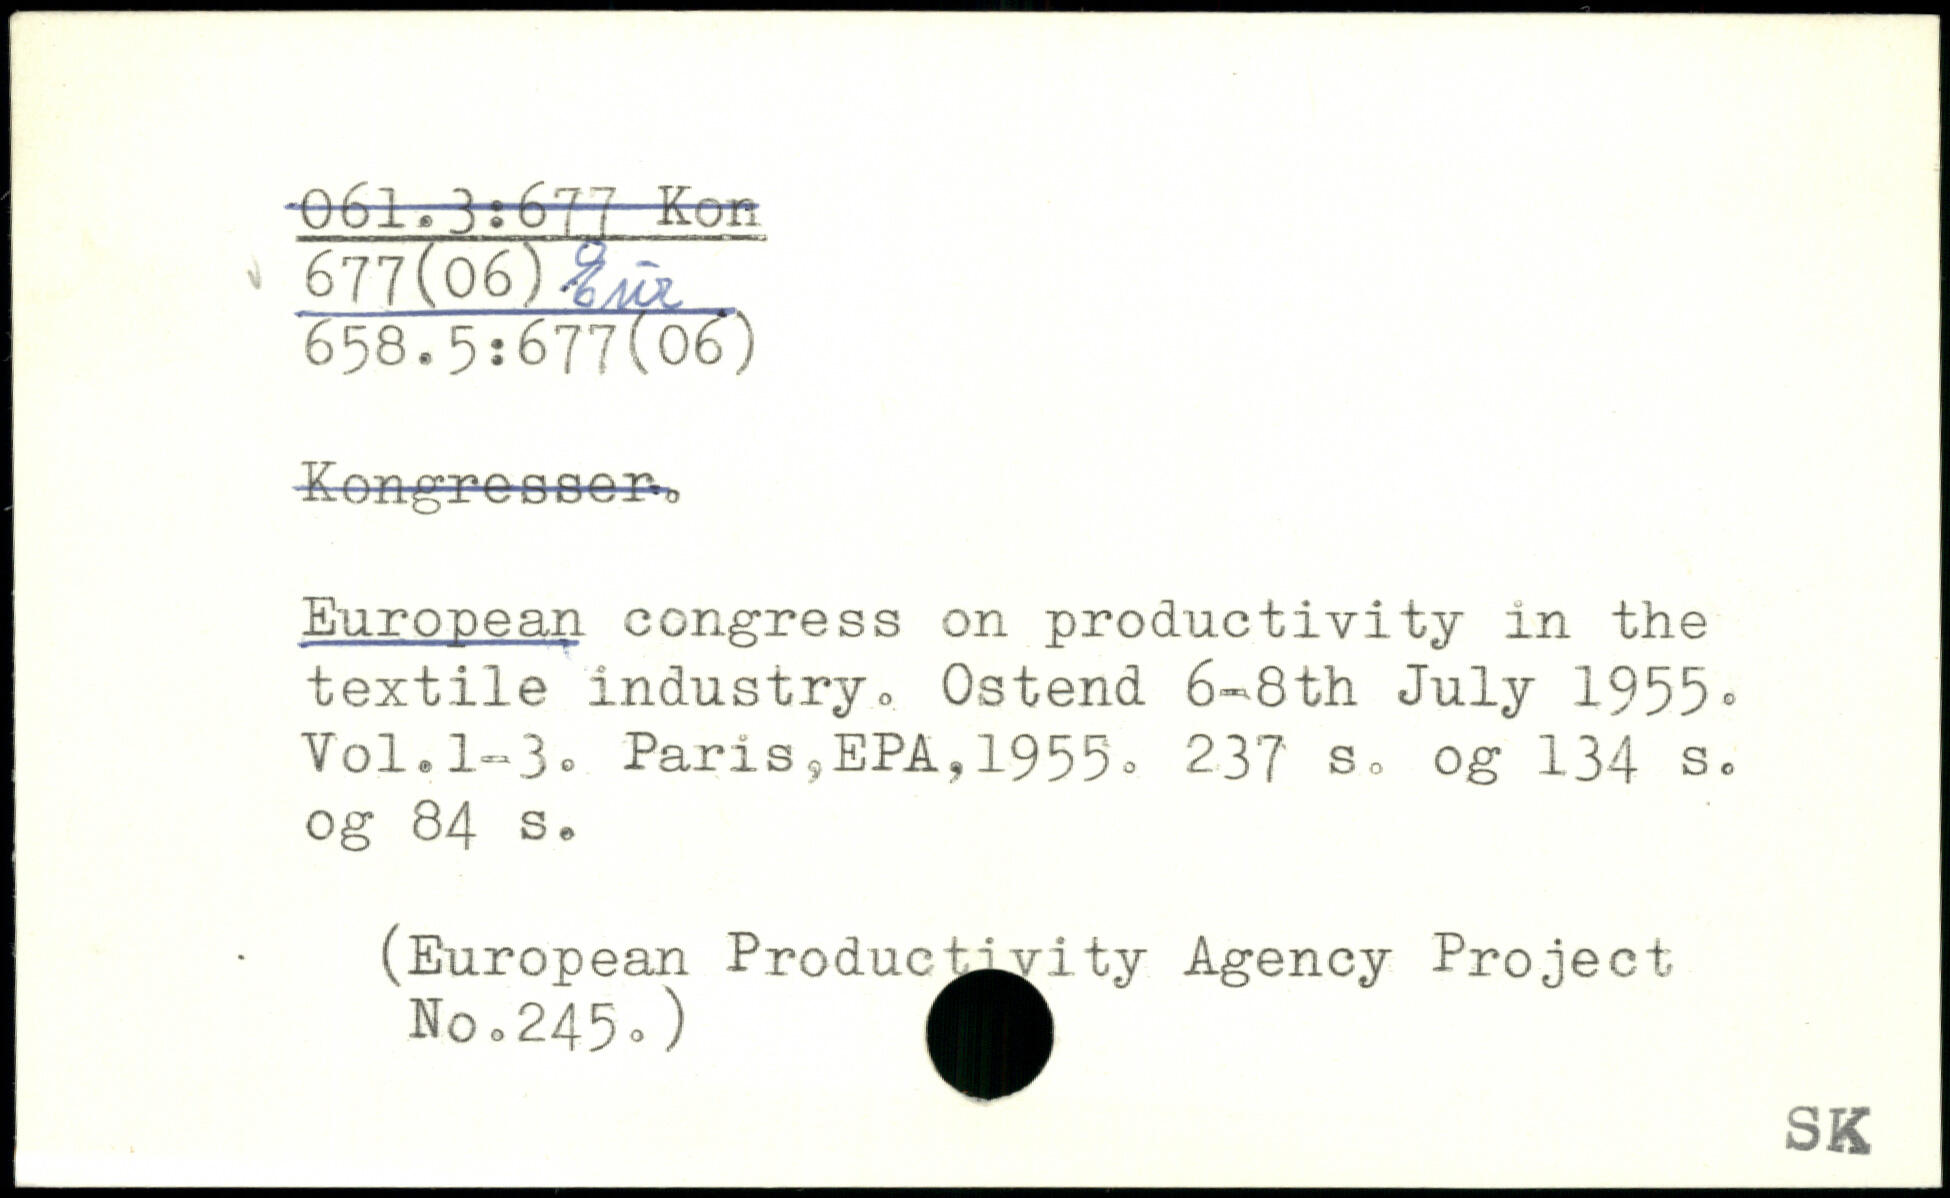 061.3:677 Kon
677(06) Eur
658.5:677(06)
Kongresser.
European congress on productivity in the
textile industry. Ostend 6-8th July 1955.
Vol.1-3. Paris,EPA,1955. 237 s. og 134 s.
og 84 s.
(European Productivity Agency Project
No.245.)
SK